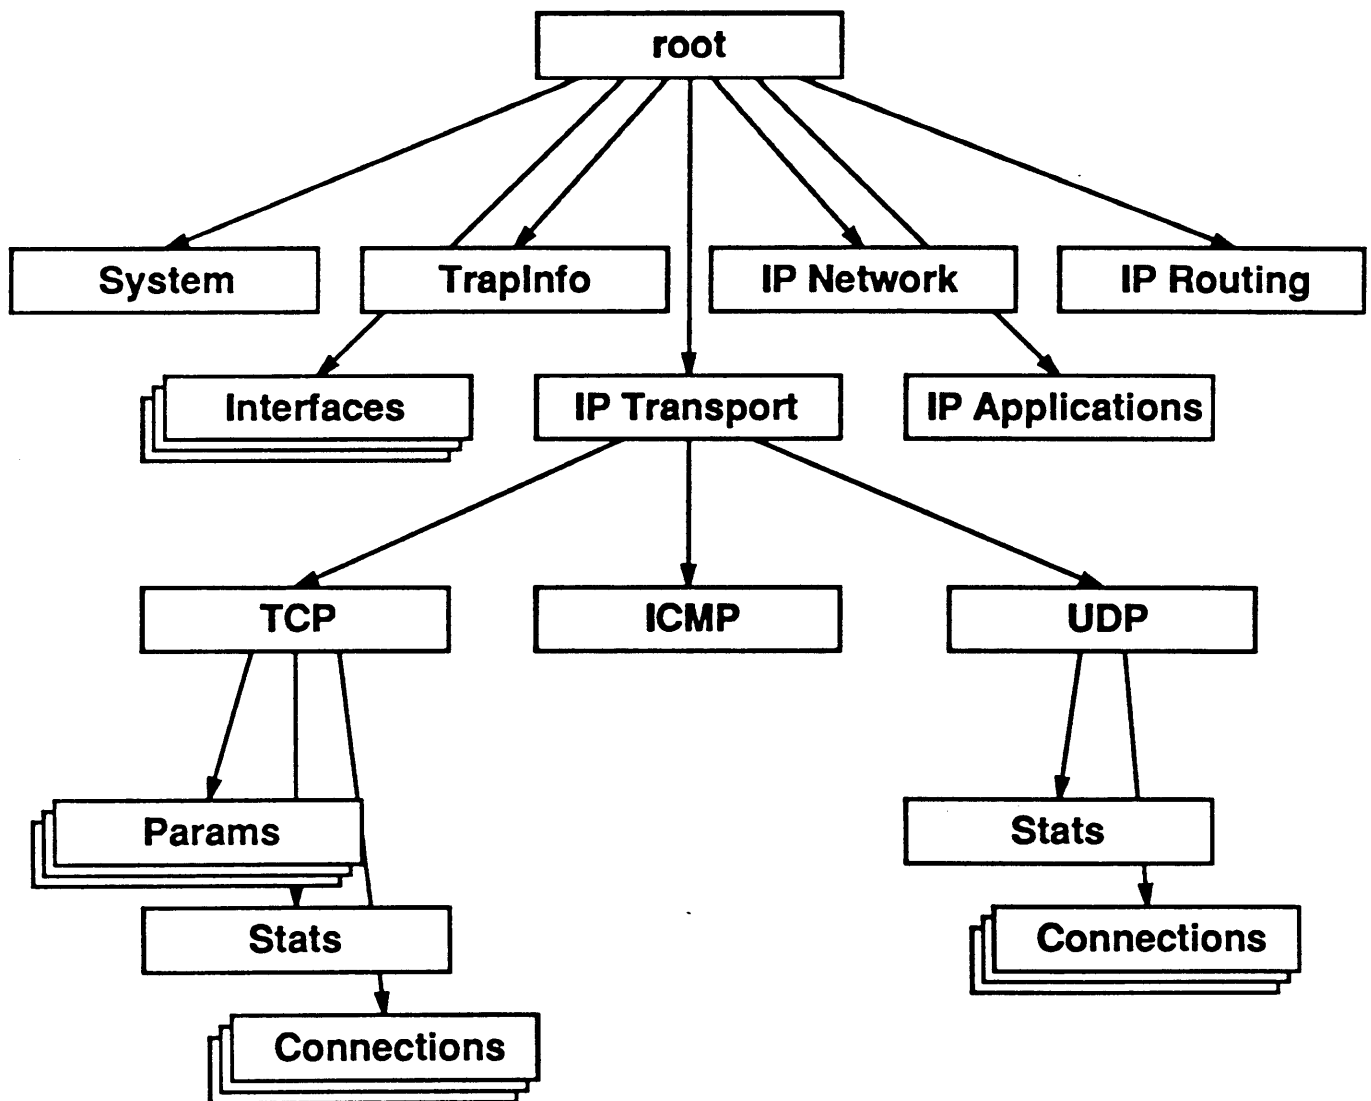 root
System
TrapInfo
IP Network
IP Routing
Interfaces
IP Transport
IP Applications
TCP
ICMP
UDP
Params
Stats
Stats
Connections
Connections